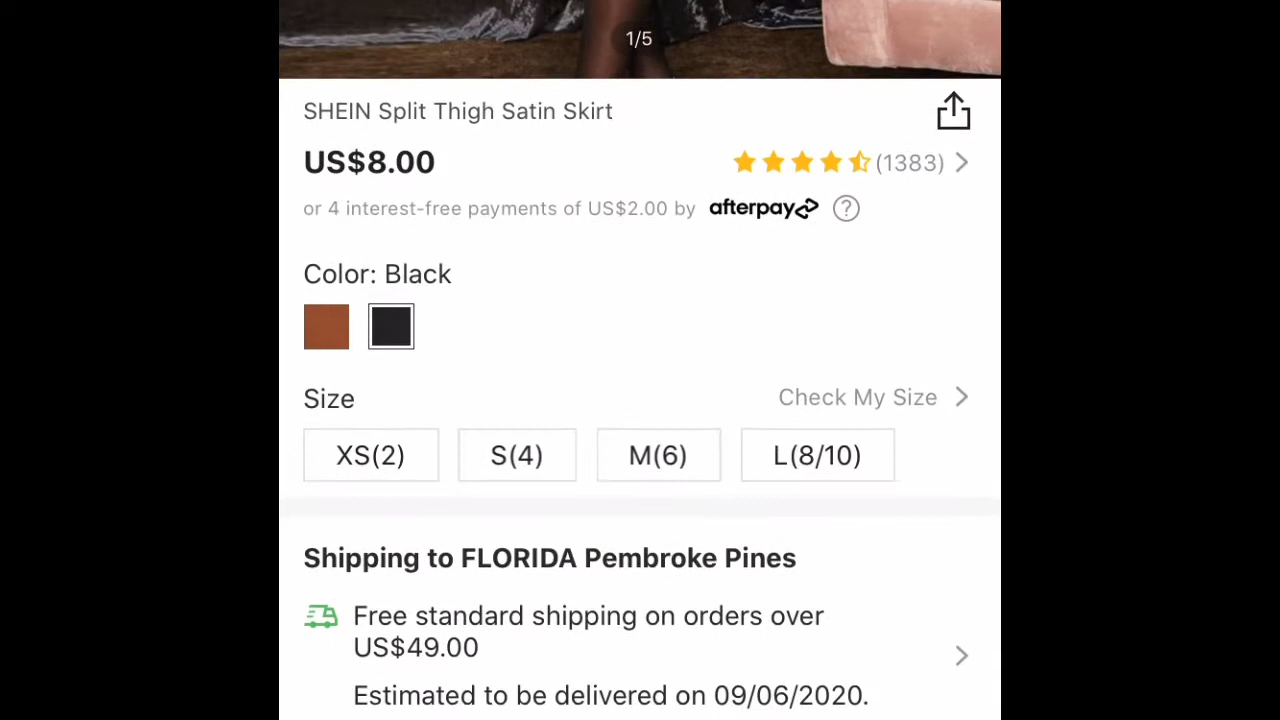 1/5
SHEIN Split Thigh Satin Skirt
US$8.00 (1383)
or 4 interest-free payments of US$2.00 by afterpay ?
Color: Black
Size Check My Size
XS(2) S(4) M(6) L(8/10)
Shipping to FLORIDA Pembroke Pines
Free standard shipping on orders over
US$49.00
Estimated to be delivered on 09/06/2020.